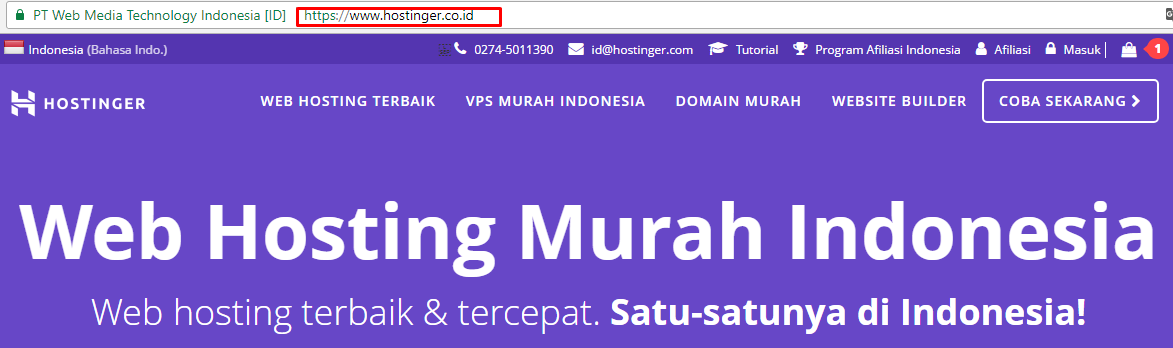 PT Web Media Technology Indonesia [ID] https://www.hostinger.co.id
Indonesia (Bahasa Indo.) 0274-5011390 id@hostinger.com Tutorial Program Afiliasi Indonesia Afiliasi Masuk 1
HOSTINGER WEB HOSTING TERBAIK VPS MURAH INDONESIA DOMAIN MURAH WEBSITE BUILDER COBA SEKARANG
Web Hosting Murah Indonesia
Web hosting terbaik & tercepat. Satu-satunya di Indonesia!